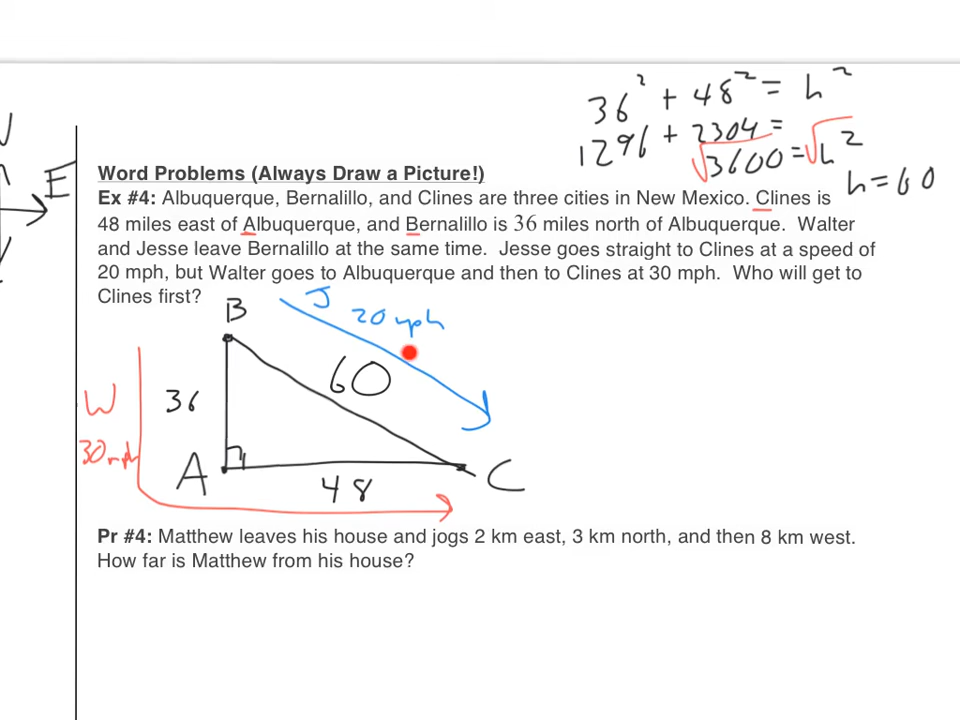 36² + 48² = h²
1296 + 2304 =
√3600 = √h²
h = 60
E
Word Problems (Always Draw a Picture!)
Ex #4: Albuquerque, Bernalillo, and Clines are three cities in New Mexico. Clines is
48 miles east of Albuquerque, and Bernalillo is 36 miles north of Albuquerque. Walter
and Jesse leave Bernalillo at the same time. Jesse goes straight to Clines at a speed of
20 mph, but Walter goes to Albuquerque and then to Clines at 30 mph. Who will get to
Clines first?
B
J
20 mph
60
W
36
30 mph
A
48
C
Pr #4: Matthew leaves his house and jogs 2 km east, 3 km north, and then 8 km west.
How far is Matthew from his house?